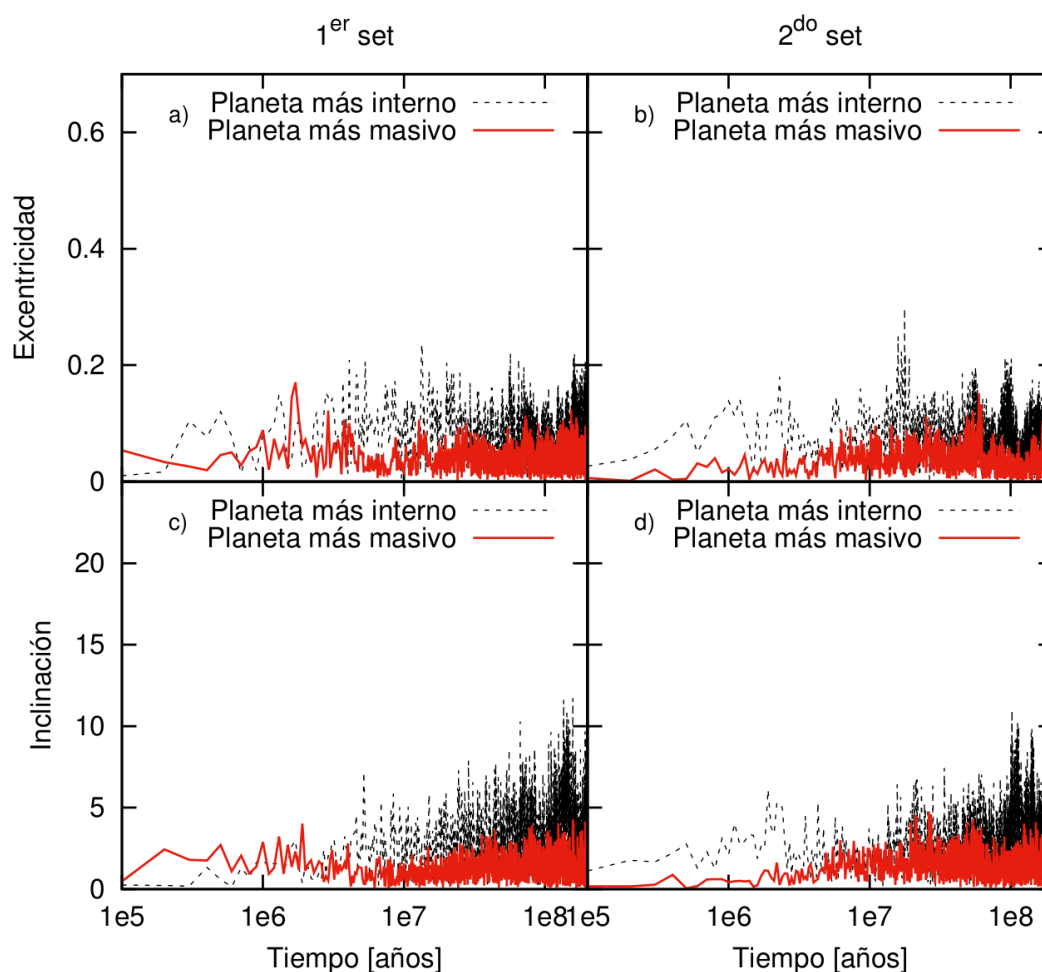 1er set
2do set
Excentricidad
0.6
0.4
0.2
0
a)
Planeta más interno
Planeta más masivo
b)
Planeta más interno
Planeta más masivo
Inclinación
20
15
10
5
0
c)
Planeta más interno
Planeta más masivo
d)
Planeta más interno
Planeta más masivo
1e5
1e6
1e7
1e8
1e5
1e6
1e7
1e8
Tiempo [años]
Tiempo [años]